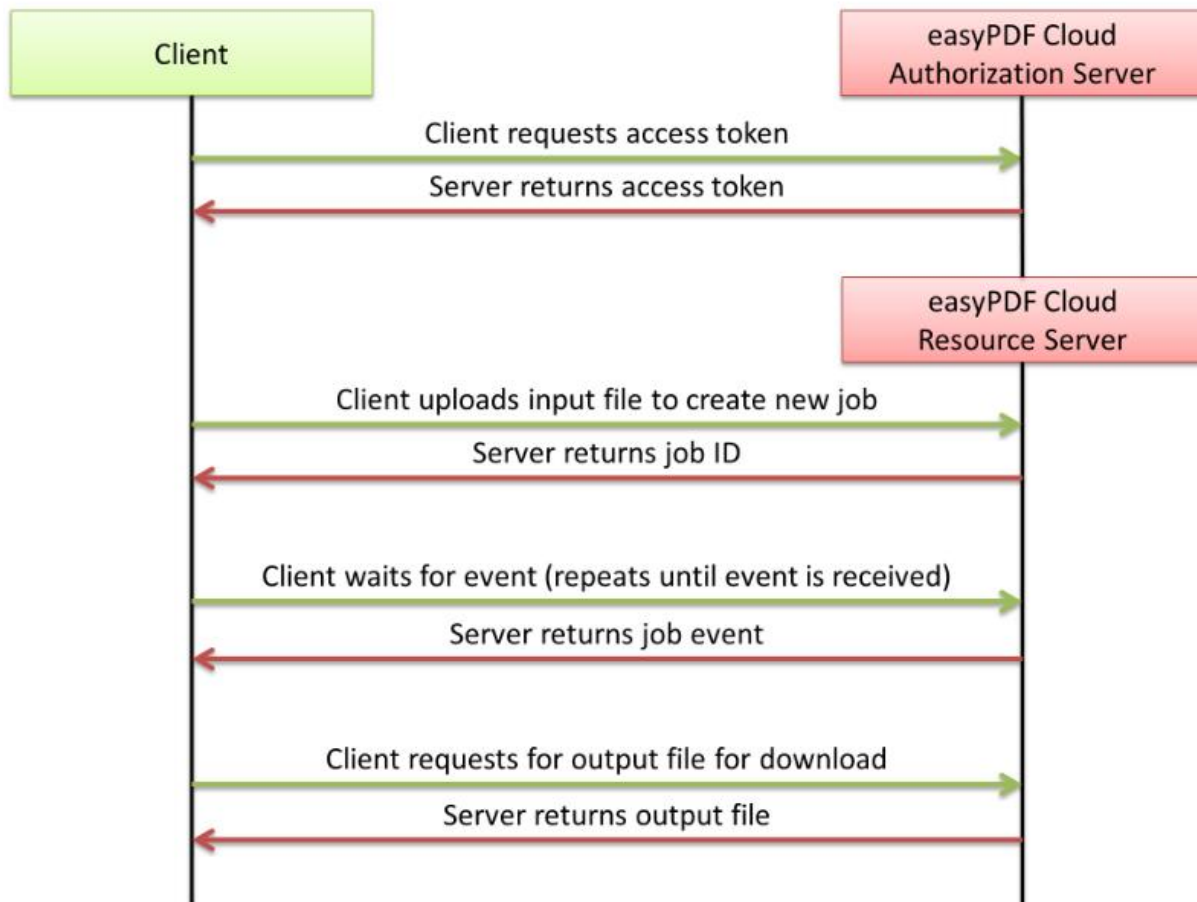 Client
easyPDF Cloud
Authorization Server
Client requests access token
Server returns access token
easyPDF Cloud
Resource Server
Client uploads input file to create new job
Server returns job ID
Client waits for event (repeats until event is received)
Server returns job event
Client requests for output file for download
Server returns output file